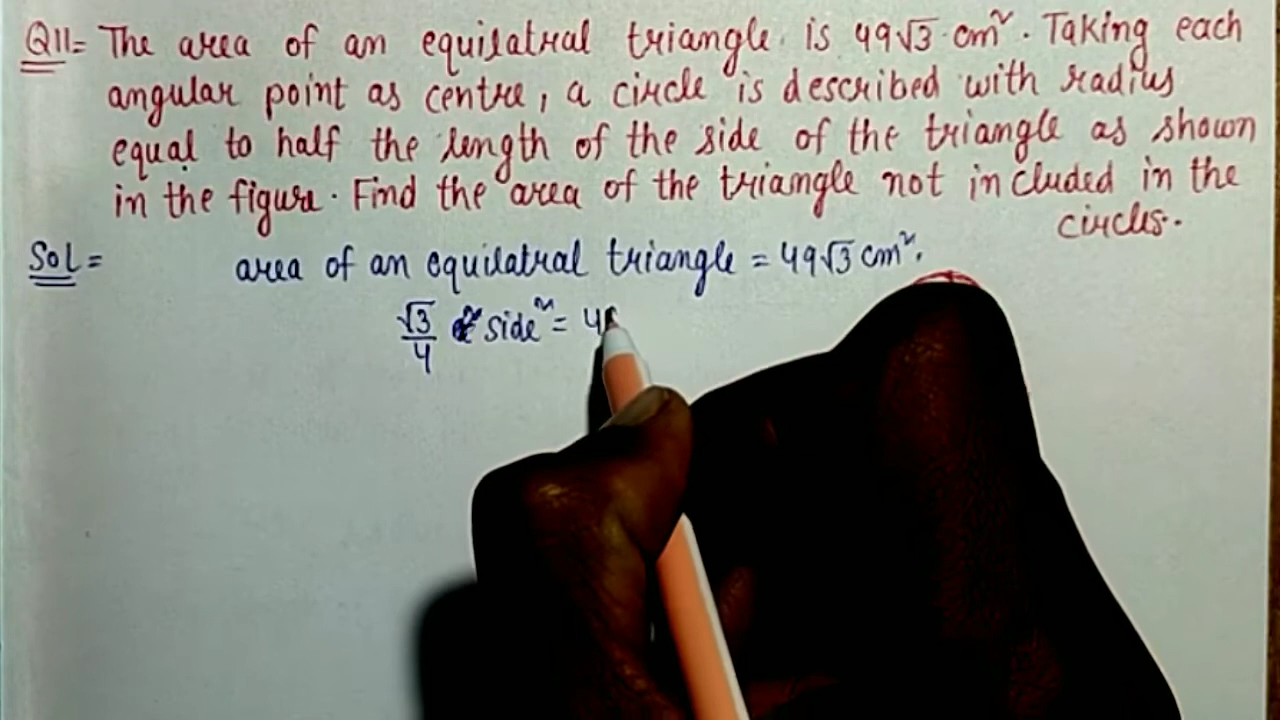 Q11= The area of an equilatral triangle is 49√3 cm². Taking each
angular point as centre, a circle is described with radius
equal to half the length of the side of the triangle as shown
in the figure. Find the area of the triangle not included in the
circles.
Sol= area of an equilatral triangle = 49√3 cm².
√3/4 side² = 4